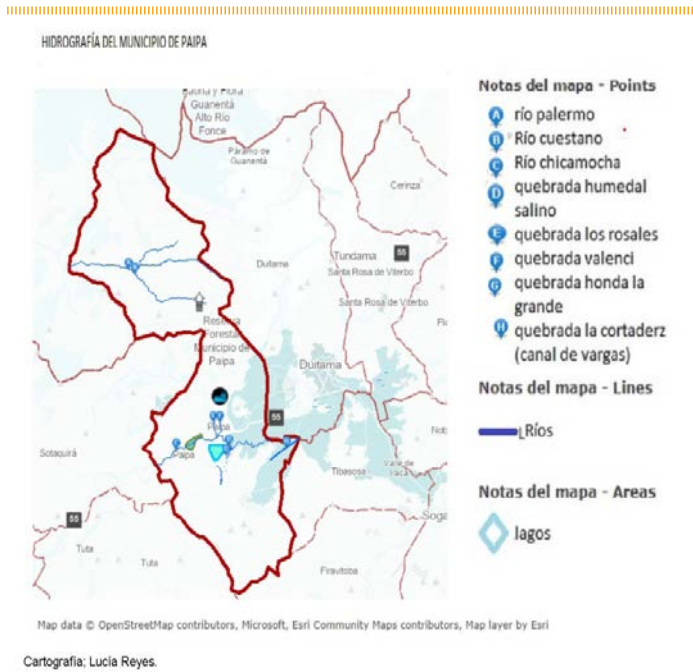 HIDROGRAFÍA DEL MUNICIPIO DE PAIPA
Fauna y Flora
Guanentá
Alto Río
Fonce
Páramo de
Guanentá
Cerinza
Duitama
Tundama
55
Santa Rosa de Viterbo
Santa Rosa de Viterbo
Reserva
Forestal
Municipio de
Paipa
Duitama
55
Paipa
Paipa
Sotaquirá
Tibasosa
55
Tuta
Tuta
Firavitoba
Notas del mapa - Points
A río palermo
B Río cuestano
C Río chicamocha
D quebrada humedal
salino
E quebrada los rosales
F quebrada valenci
G quebrada honda la
grande
H quebrada la cortaderz
(canal de vargas)
Notas del mapa - Lines
Ríos
Notas del mapa - Areas
lagos
Map data © OpenStreetMap contributors, Microsoft, Esri Community Maps contributors, Map layer by Esri
Cartografia; Lucia Reyes.